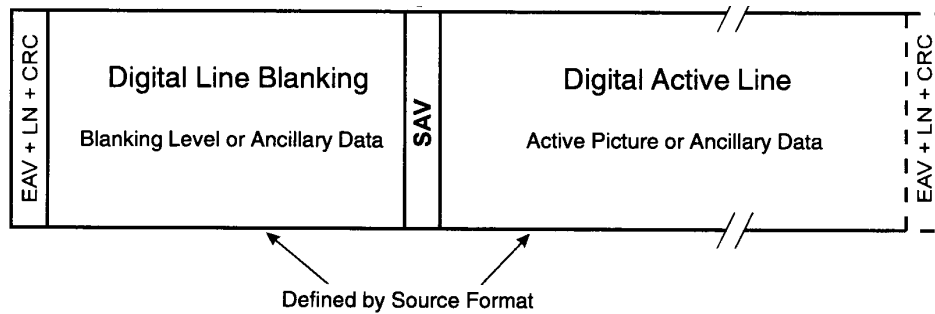 EAV + LN + CRC
Digital Line Blanking
Blanking Level or Ancillary Data
SAV
Digital Active Line
Active Picture or Ancillary Data
EAV + LN + CRC
Defined by Source Format